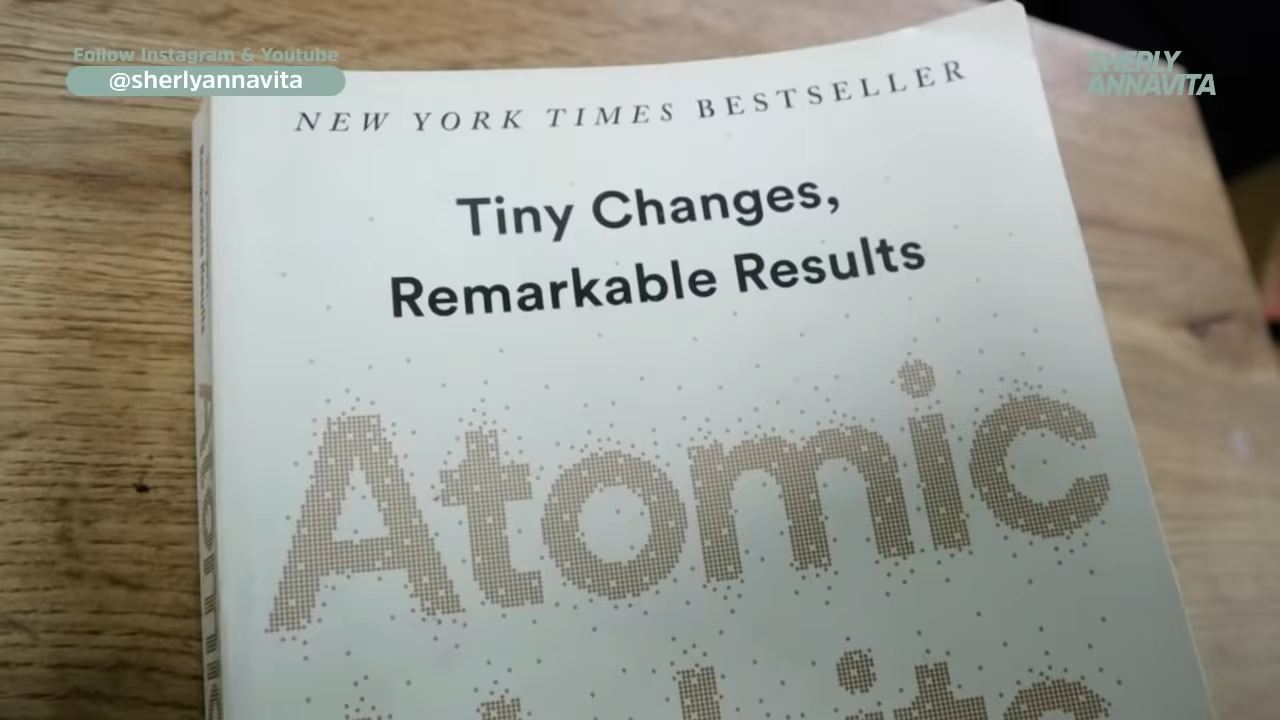 Follow Instagram & Youtube
@sherlyannavita
SHERLY
ANNAVITA
NEW YORK TIMES BESTSELLER
Tiny Changes,
Remarkable Results
Atomic